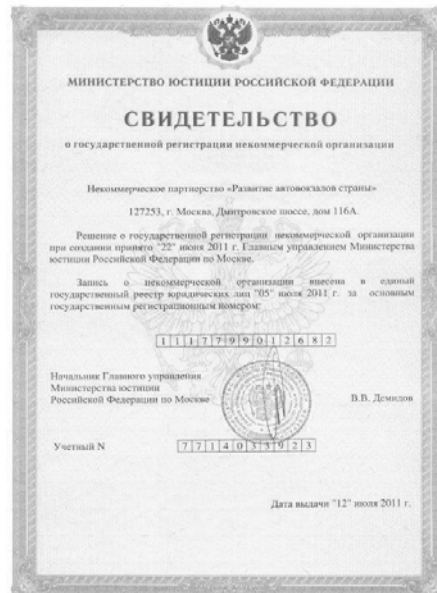 МИНИСТЕРСТВО ЮСТИЦИИ РОССИЙСКОЙ ФЕДЕРАЦИИ
СВИДЕТЕЛЬСТВО
о государственной регистрации некоммерческой организации
Некоммерческое партнерство «Развитие автовокзалов страны»
127253, г. Москва, Дмитровское шоссе, дом 116А.
Решение о государственной регистрации некоммерческой организации
при создании принято "22" июня 2011 г. Главным управлением Министерства
юстиции Российской Федерации по Москве.
Запись о некоммерческой организации внесена в единый
государственный реестр юридических лиц "05" июля 2011 г. за основным
государственным регистрационным номером:
1117799012682
Начальник Главного управления
Министерства юстиции
Российской Федерации по Москве
В.В. Демидов
Учетный N 7714033923
Дата выдачи "12" июля 2011 г.